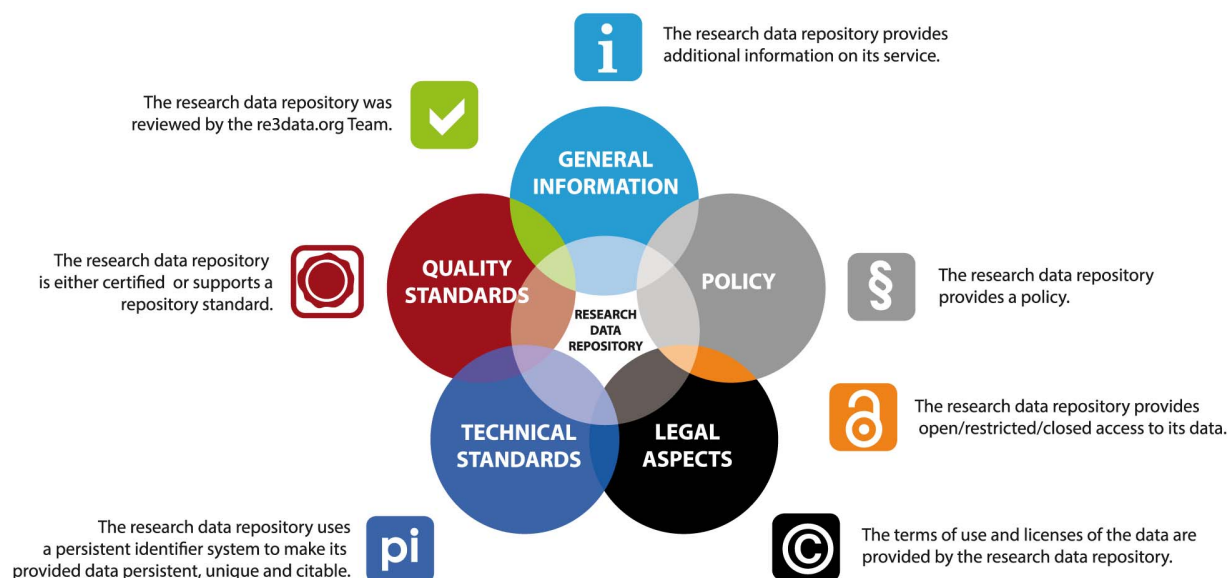 i
The research data repository provides
additional information on its service.
The research data repository was
reviewed by the re3data.org Team.
GENERAL
INFORMATION
The research data repository
is either certified or supports a
repository standard.
QUALITY
STANDARDS
POLICY
§
The research data repository
provides a policy.
RESEARCH
DATA
REPOSITORY
The research data repository provides
open/restricted/closed access to its data.
TECHNICAL
STANDARDS
LEGAL
ASPECTS
The research data repository uses
a persistent identifier system to make its
provided data persistent, unique and citable.
pi
©
The terms of use and licenses of the data are
provided by the research data repository.